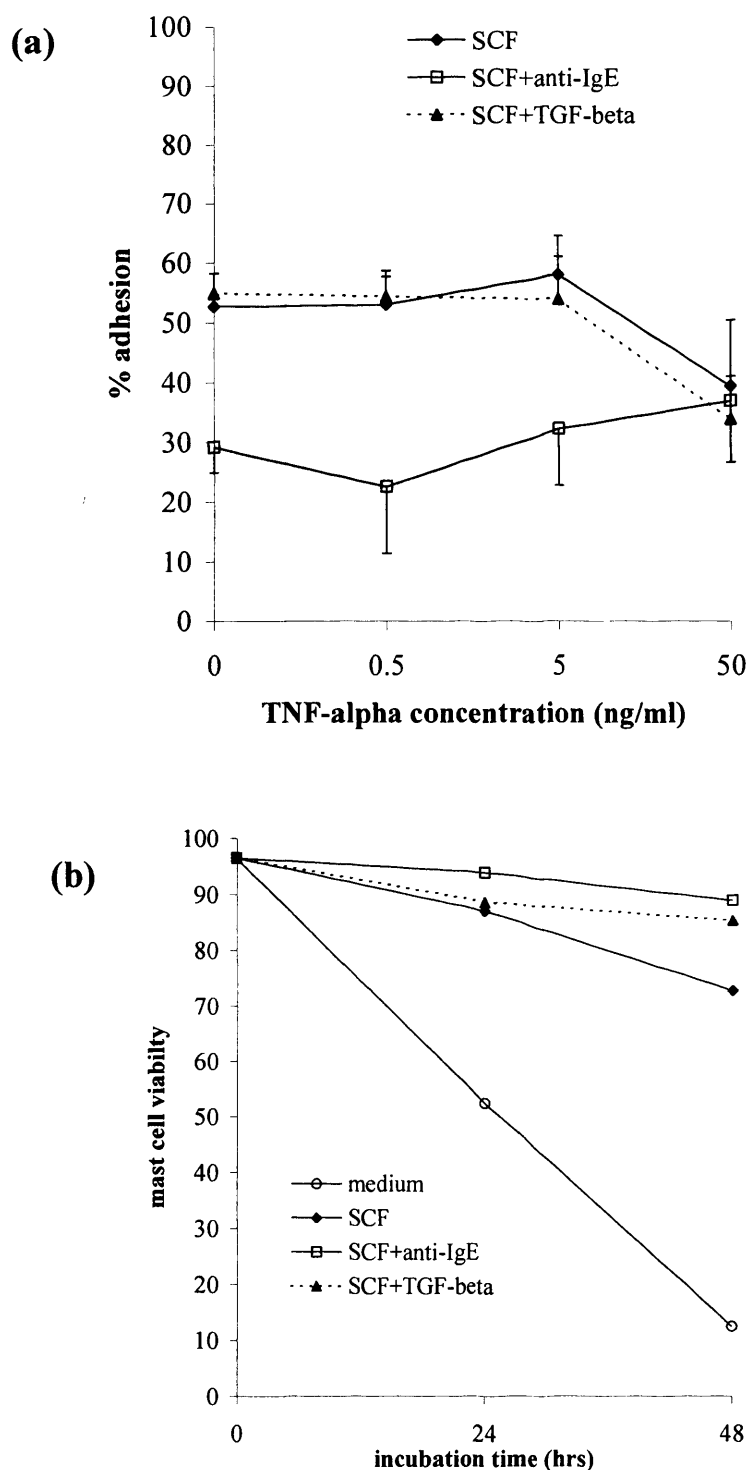 (a)
SCF
SCF+anti-IgE
SCF+TGF-beta
100
90
80
70
60
50
40
30
20
10
0
% adhesion
0 0.5 5 50
TNF-alpha concentration (ng/ml)
(b)
100
90
80
70
60
50
40
30
20
10
0
mast cell viabilty
medium
SCF
SCF+anti-IgE
SCF+TGF-beta
0 24 48
incubation time (hrs)